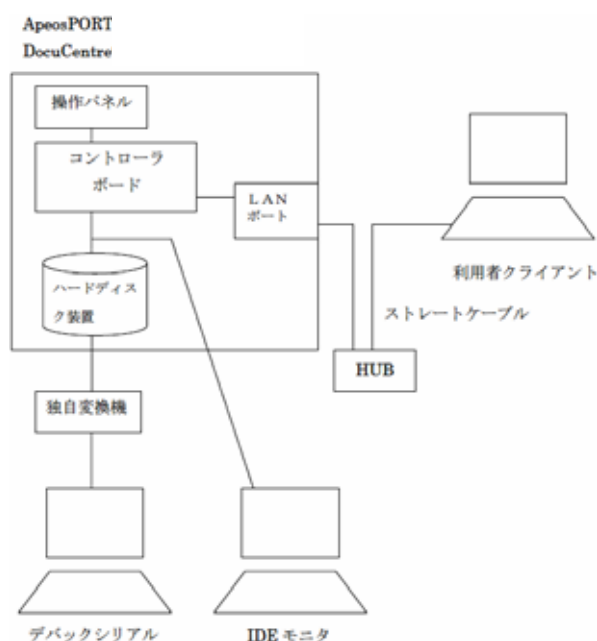 ApeosPORT
DocuCentre
操作パネル
コントローラ
ボード
LAN
ポート
ハードディス
ク装置
利用者クライアント
ストレートケーブル
HUB
独自変換機
デバックシリアル
IDEモニタ